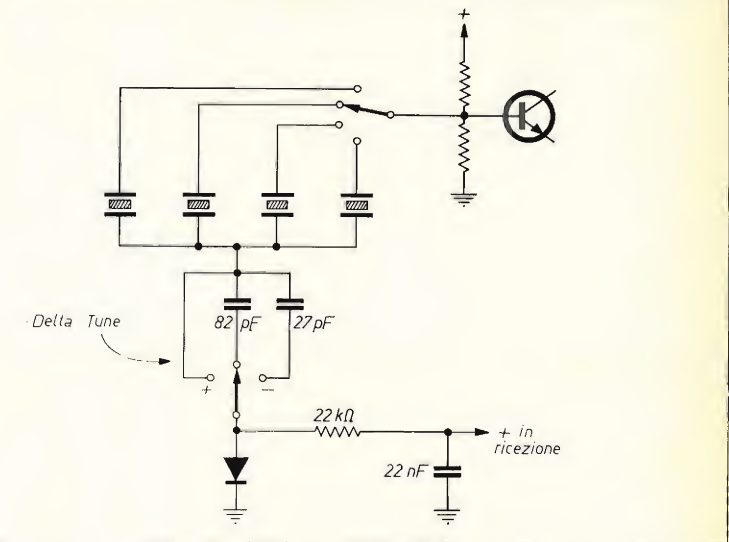 +
Delta Tune
82 pF
27 pF
+
−
22 kΩ
+ in
ricezione
22 nF